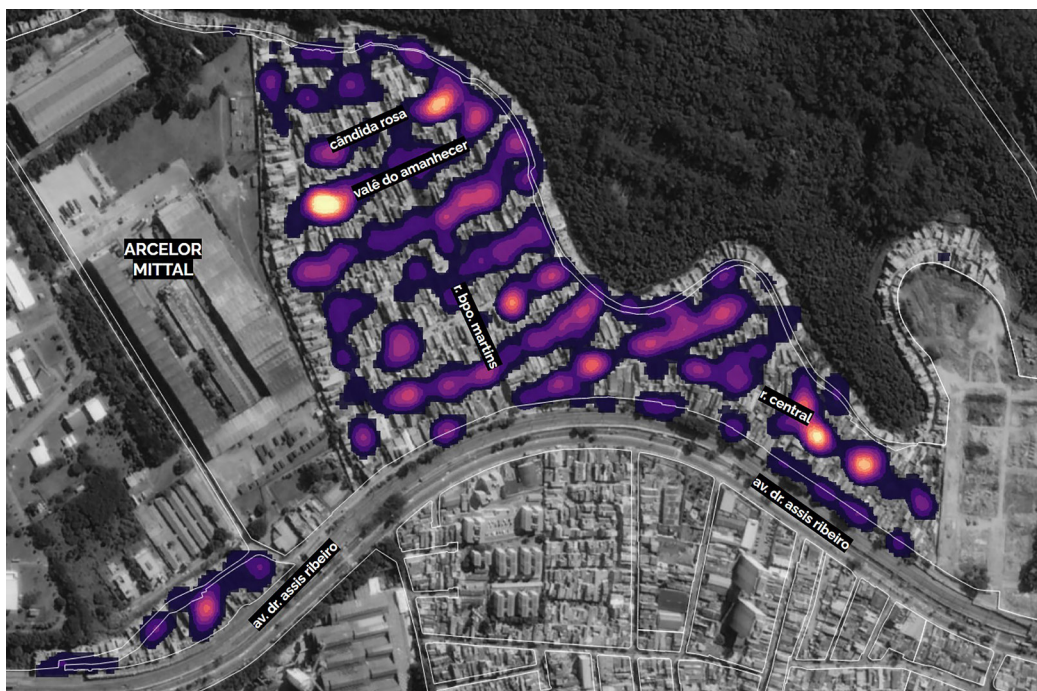 cândida rosa
valê do amanhecer
ARCELOR
MITTAL
r. bpo. martins
r. central
av. dr. assis ribeiro
av. dr. assis ribeiro